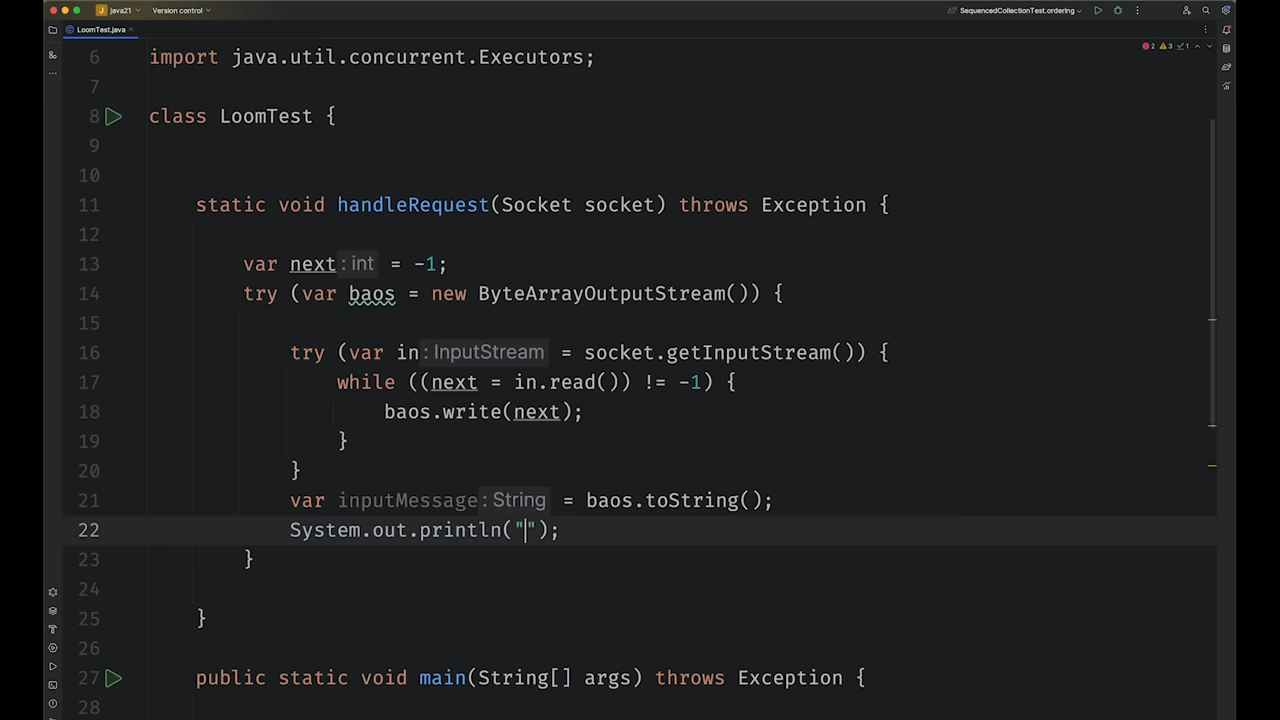 java21
Version control
SequencedCollectionTest.ordering
LoomTest.java
2 3 1
6 import java.util.concurrent.Executors;
7
8 class LoomTest {
9
10
11 static void handleRequest(Socket socket) throws Exception {
12
13 var next : int = -1;
14 try (var baos = new ByteArrayOutputStream()) {
15
16 try (var in : InputStream = socket.getInputStream()) {
17 while ((next = in.read()) != -1) {
18 baos.write(next);
19 }
20 }
21 var inputMessage : String = baos.toString();
22 System.out.println("");
23 }
24
25 }
26
27 public static void main(String[] args) throws Exception {
28